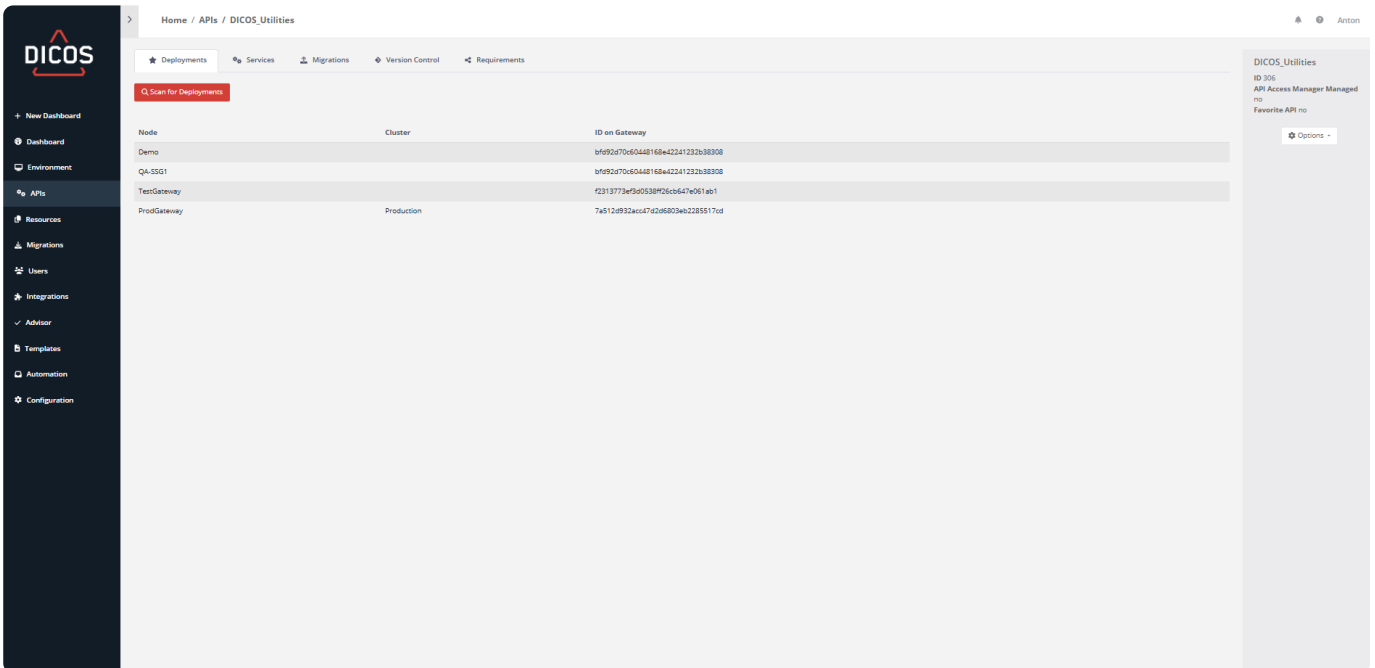 DICOS
Home / APIs / DICOS_Utilities
Anton
Deployments
Services
Migrations
Version Control
Requirements
Scan for Deployments
Node Cluster ID on Gateway
Demo bfd92d70c60448168e42241232b38308
QA-SSG1 bfd92d70c60448168e42241232b38308
TestGateway f2313773ef3d0538ff26cb647e061ab1
ProdGateway Production 7a512d932acc47d2d6803eb2285517cd
New Dashboard
Dashboard
Environment
APIs
Resources
Migrations
Users
Integrations
Advisor
Templates
Automation
Configuration
DICOS_Utilities
ID 306
API Access Manager Managed
no
Favorite API no
Options